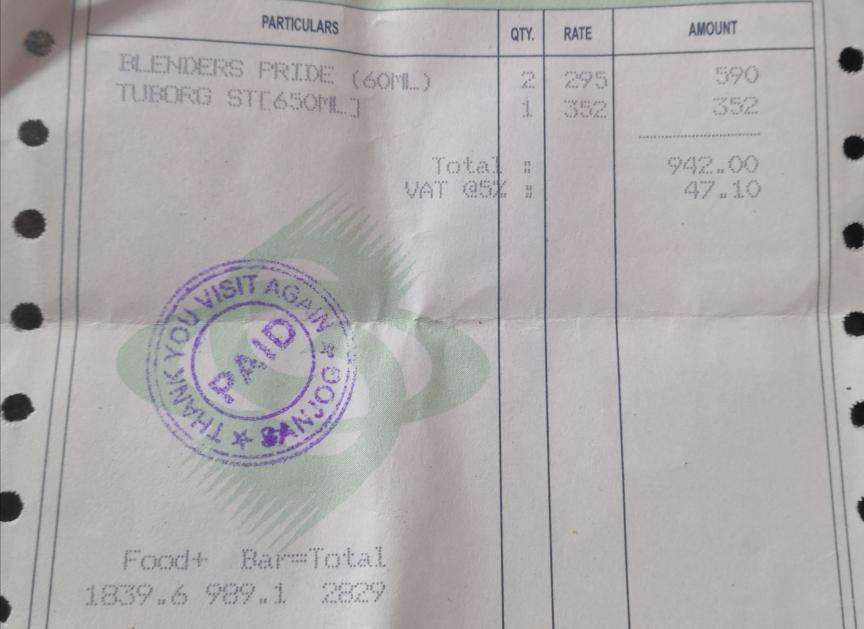 PARTICULARS QTY. RATE AMOUNT
BLENDERS PRIDE (60ML) 2 295 590
TUBORG ST[650ML] 1 352 352
Total : 942.00
VAT @5% : 47.10
THANK YOU VISIT AGAIN ★
PAID
Food+ Bar=Total
1839.6 989.1 2829